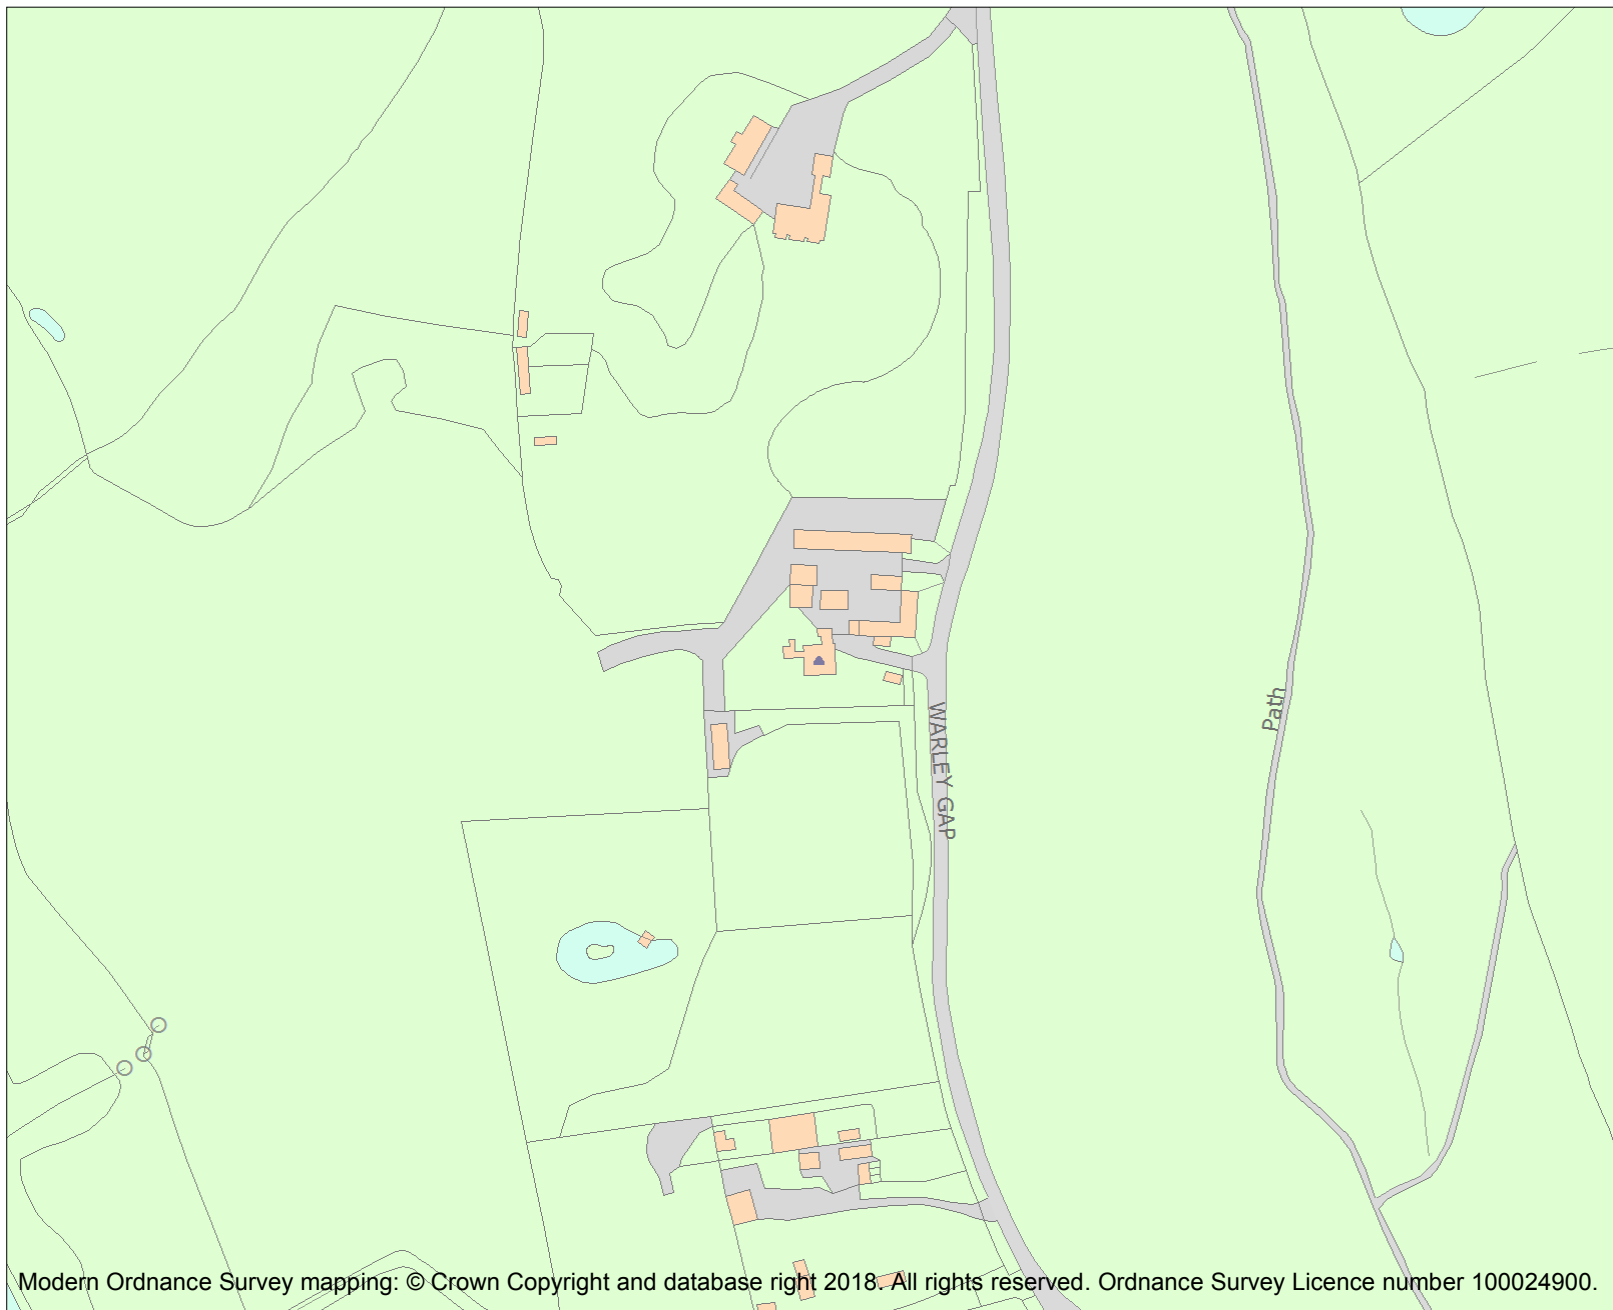 Path
WARLEY GAP
Modern Ordnance Survey mapping: © Crown Copyright and database right 2018. All rights reserved. Ordnance Survey Licence number 100024900.